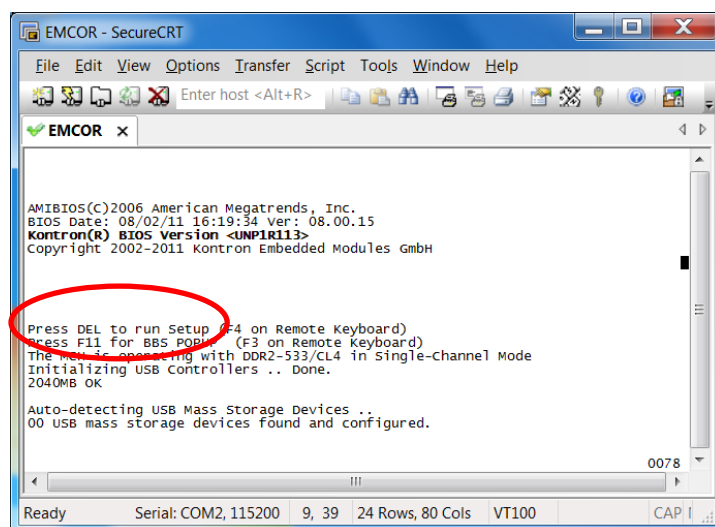 EMCOR - SecureCRT
File Edit View Options Transfer Script Tools Window Help
Enter host <Alt+R>
EMCOR
AMIBIOS(C)2006 American Megatrends, Inc.
BIOS Date: 08/02/11 16:19:34 Ver: 08.00.15
Kontron(R) BIOS Version <UNP1R113>
Copyright 2002-2011 Kontron Embedded Modules GmbH
Press DEL to run Setup (F4 on Remote Keyboard)
Press F11 for BBS POPUP (F3 on Remote Keyboard)
The MCH is operating with DDR2-533/CL4 in Single-Channel Mode
Initializing USB Controllers .. Done.
2040MB OK
Auto-detecting USB Mass Storage Devices ..
00 USB mass storage devices found and configured.
0078
Ready Serial: COM2, 115200 9, 39 24 Rows, 80 Cols VT100 CAP